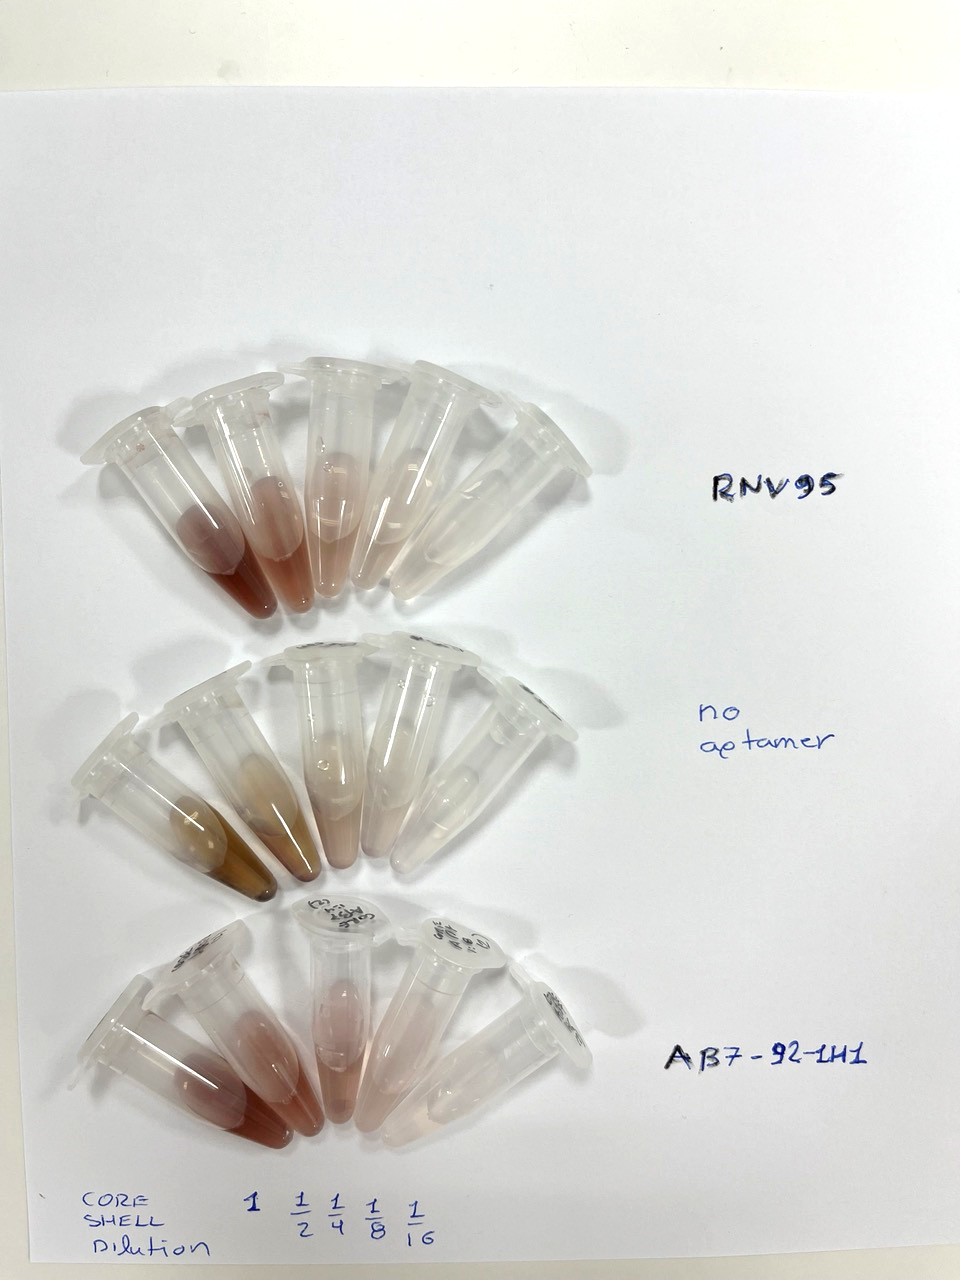 RNV95
no
aptamer
AB7-92-1H1
CORE
SHELL
Dilution
1 1/2 1/4 1/8 1/16